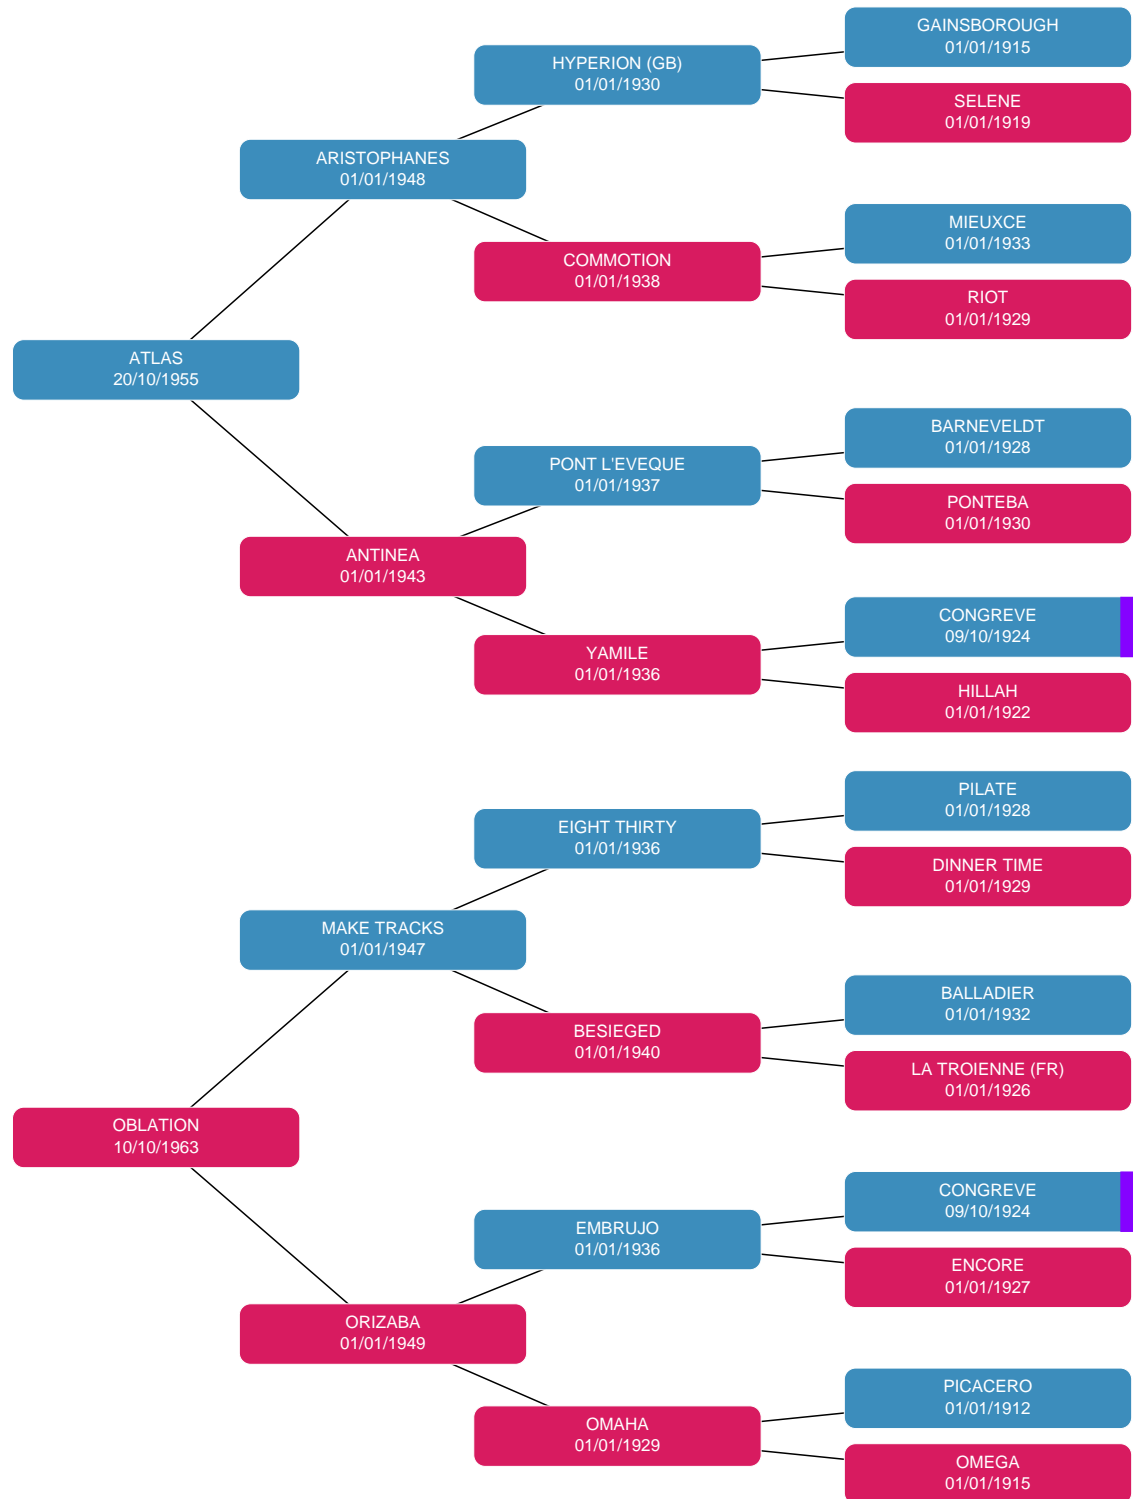 GAINSBOROUGH
01/01/1915
HYPERION (GB)
01/01/1930
SELENE
01/01/1919
ARISTOPHANES
01/01/1948
MIEUXCE
01/01/1933
COMMOTION
01/01/1938
RIOT
01/01/1929
ATLAS
20/10/1955
BARNEVELDT
01/01/1928
PONT L'EVEQUE
01/01/1937
PONTEBA
01/01/1930
ANTINEA
01/01/1943
CONGREVE
09/10/1924
YAMILE
01/01/1936
HILLAH
01/01/1922
PILATE
01/01/1928
EIGHT THIRTY
01/01/1936
DINNER TIME
01/01/1929
MAKE TRACKS
01/01/1947
BALLADIER
01/01/1932
BESIEGED
01/01/1940
LA TROIENNE (FR)
01/01/1926
OBLATION
10/10/1963
CONGREVE
09/10/1924
EMBRUJO
01/01/1936
ENCORE
01/01/1927
ORIZABA
01/01/1949
PICACERO
01/01/1912
OMAHA
01/01/1929
OMEGA
01/01/1915